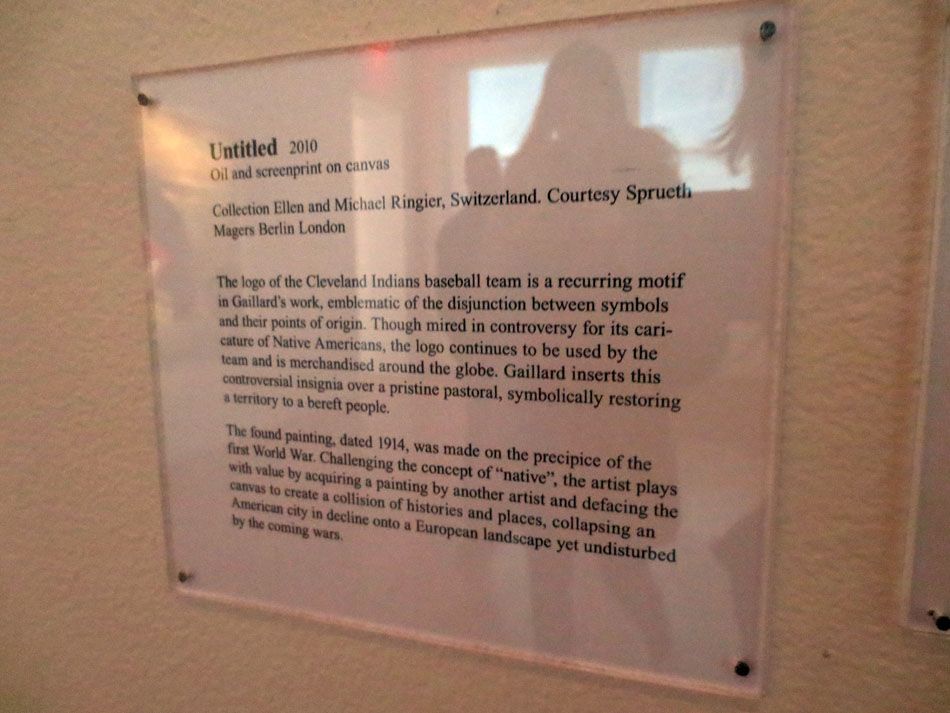 Untitled 2010
Oil and screenprint on canvas
Collection Ellen and Michael Ringier, Switzerland. Courtesy Sprueth
Magers Berlin London
The logo of the Cleveland Indians baseball team is a recurring motif
in Gaillard's work, emblematic of the disjunction between symbols
and their points of origin. Though mired in controversy for its cari-
cature of Native Americans, the logo continues to be used by the
team and is merchandised around the globe. Gaillard inserts this
controversial insignia over a pristine pastoral, symbolically restoring
a territory to a bereft people.
The found painting, dated 1914, was made on the precipice of the
first World War. Challenging the concept of "native", the artist plays
with value by acquiring a painting by another artist and defacing the
canvas to create a collision of histories and places, collapsing an
American city in decline onto a European landscape yet undisturbed
by the coming wars.